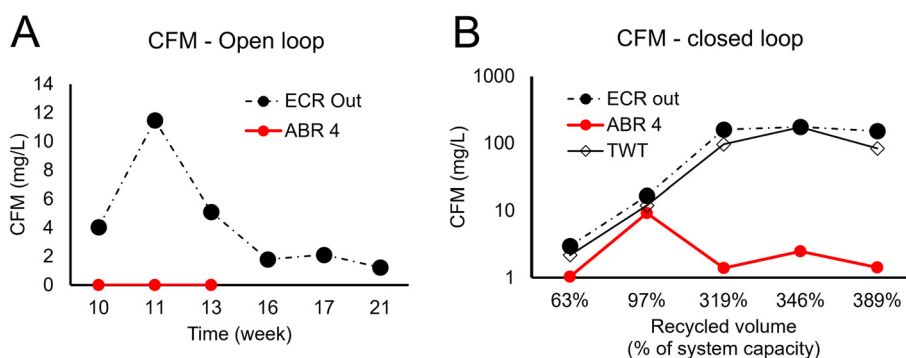 A
CFM - Open loop
CFM (mg/L)
14
12
10
8
6
4
2
0
ECR Out
ABR 4
10 11 13 16 17 21
Time (week)
B
CFM - closed loop
CFM (mg/L)
1000
100
10
1
ECR out
ABR 4
TWT
63% 97% 319% 346% 389%
Recycled volume
(% of system capacity)